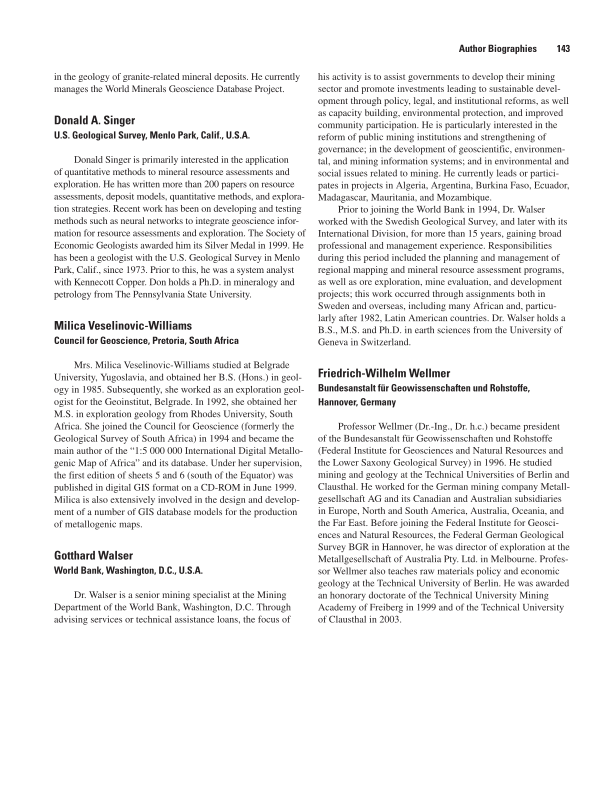 Author Biographies 143
in the geology of granite-related mineral deposits. He currently
manages the World Minerals Geoscience Database Project.
Donald A. Singer
U.S. Geological Survey, Menlo Park, Calif., U.S.A.
Donald Singer is primarily interested in the application
of quantitative methods to mineral resource assessments and
exploration. He has written more than 200 papers on resource
assessments, deposit models, quantitative methods, and explora-
tion strategies. Recent work has been on developing and testing
methods such as neural networks to integrate geoscience infor-
mation for resource assessments and exploration. The Society of
Economic Geologists awarded him its Silver Medal in 1999. He
has been a geologist with the U.S. Geological Survey in Menlo
Park, Calif., since 1973. Prior to this, he was a system analyst
with Kennecott Copper. Don holds a Ph.D. in mineralogy and
petrology from The Pennsylvania State University.
Milica Veselinovic-Williams
Council for Geoscience, Pretoria, South Africa
Mrs. Milica Veselinovic-Williams studied at Belgrade
University, Yugoslavia, and obtained her B.S. (Hons.) in geol-
ogy in 1985. Subsequently, she worked as an exploration geol-
ogist for the Geoinstitut, Belgrade. In 1992, she obtained her
M.S. in exploration geology from Rhodes University, South
Africa. She joined the Council for Geoscience (formerly the
Geological Survey of South Africa) in 1994 and became the
main author of the “1:5 000 000 International Digital Metallo-
genic Map of Africa” and its database. Under her supervision,
the first edition of sheets 5 and 6 (south of the Equator) was
published in digital GIS format on a CD-ROM in June 1999.
Milica is also extensively involved in the design and develop-
ment of a number of GIS database models for the production
of metallogenic maps.
Gotthard Walser
World Bank, Washington, D.C., U.S.A.
Dr. Walser is a senior mining specialist at the Mining
Department of the World Bank, Washington, D.C. Through
advising services or technical assistance loans, the focus of
his activity is to assist governments to develop their mining
sector and promote investments leading to sustainable devel-
opment through policy, legal, and institutional reforms, as well
as capacity building, environmental protection, and improved
community participation. He is particularly interested in the
reform of public mining institutions and strengthening of
governance; in the development of geoscientific, environmen-
tal, and mining information systems; and in environmental and
social issues related to mining. He currently leads or partici-
pates in projects in Algeria, Argentina, Burkina Faso, Ecuador,
Madagascar, Mauritania, and Mozambique.
Prior to joining the World Bank in 1994, Dr. Walser
worked with the Swedish Geological Survey, and later with its
International Division, for more than 15 years, gaining broad
professional and management experience. Responsibilities
during this period included the planning and management of
regional mapping and mineral resource assessment programs,
as well as ore exploration, mine evaluation, and development
projects; this work occurred through assignments both in
Sweden and overseas, including many African and, particu-
larly after 1982, Latin American countries. Dr. Walser holds a
B.S., M.S. and Ph.D. in earth sciences from the University of
Geneva in Switzerland.
Friedrich-Wilhelm Wellmer
Bundesanstalt für Geowissenschaften und Rohstoffe,
Hannover, Germany
Professor Wellmer (Dr.-Ing., Dr. h.c.) became president
of the Bundesanstalt für Geowissenschaften und Rohstoffe
(Federal Institute for Geosciences and Natural Resources and
the Lower Saxony Geological Survey) in 1996. He studied
mining and geology at the Technical Universities of Berlin and
Clausthal. He worked for the German mining company Metall-
gesellschaft AG and its Canadian and Australian subsidiaries
in Europe, North and South America, Australia, Oceania, and
the Far East. Before joining the Federal Institute for Geosci-
ences and Natural Resources, the Federal German Geological
Survey BGR in Hannover, he was director of exploration at the
Metallgesellschaft of Australia Pty. Ltd. in Melbourne. Profes-
sor Wellmer also teaches raw materials policy and economic
geology at the Technical University of Berlin. He was awarded
an honorary doctorate of the Technical University Mining
Academy of Freiberg in 1999 and of the Technical University
of Clausthal in 2003.